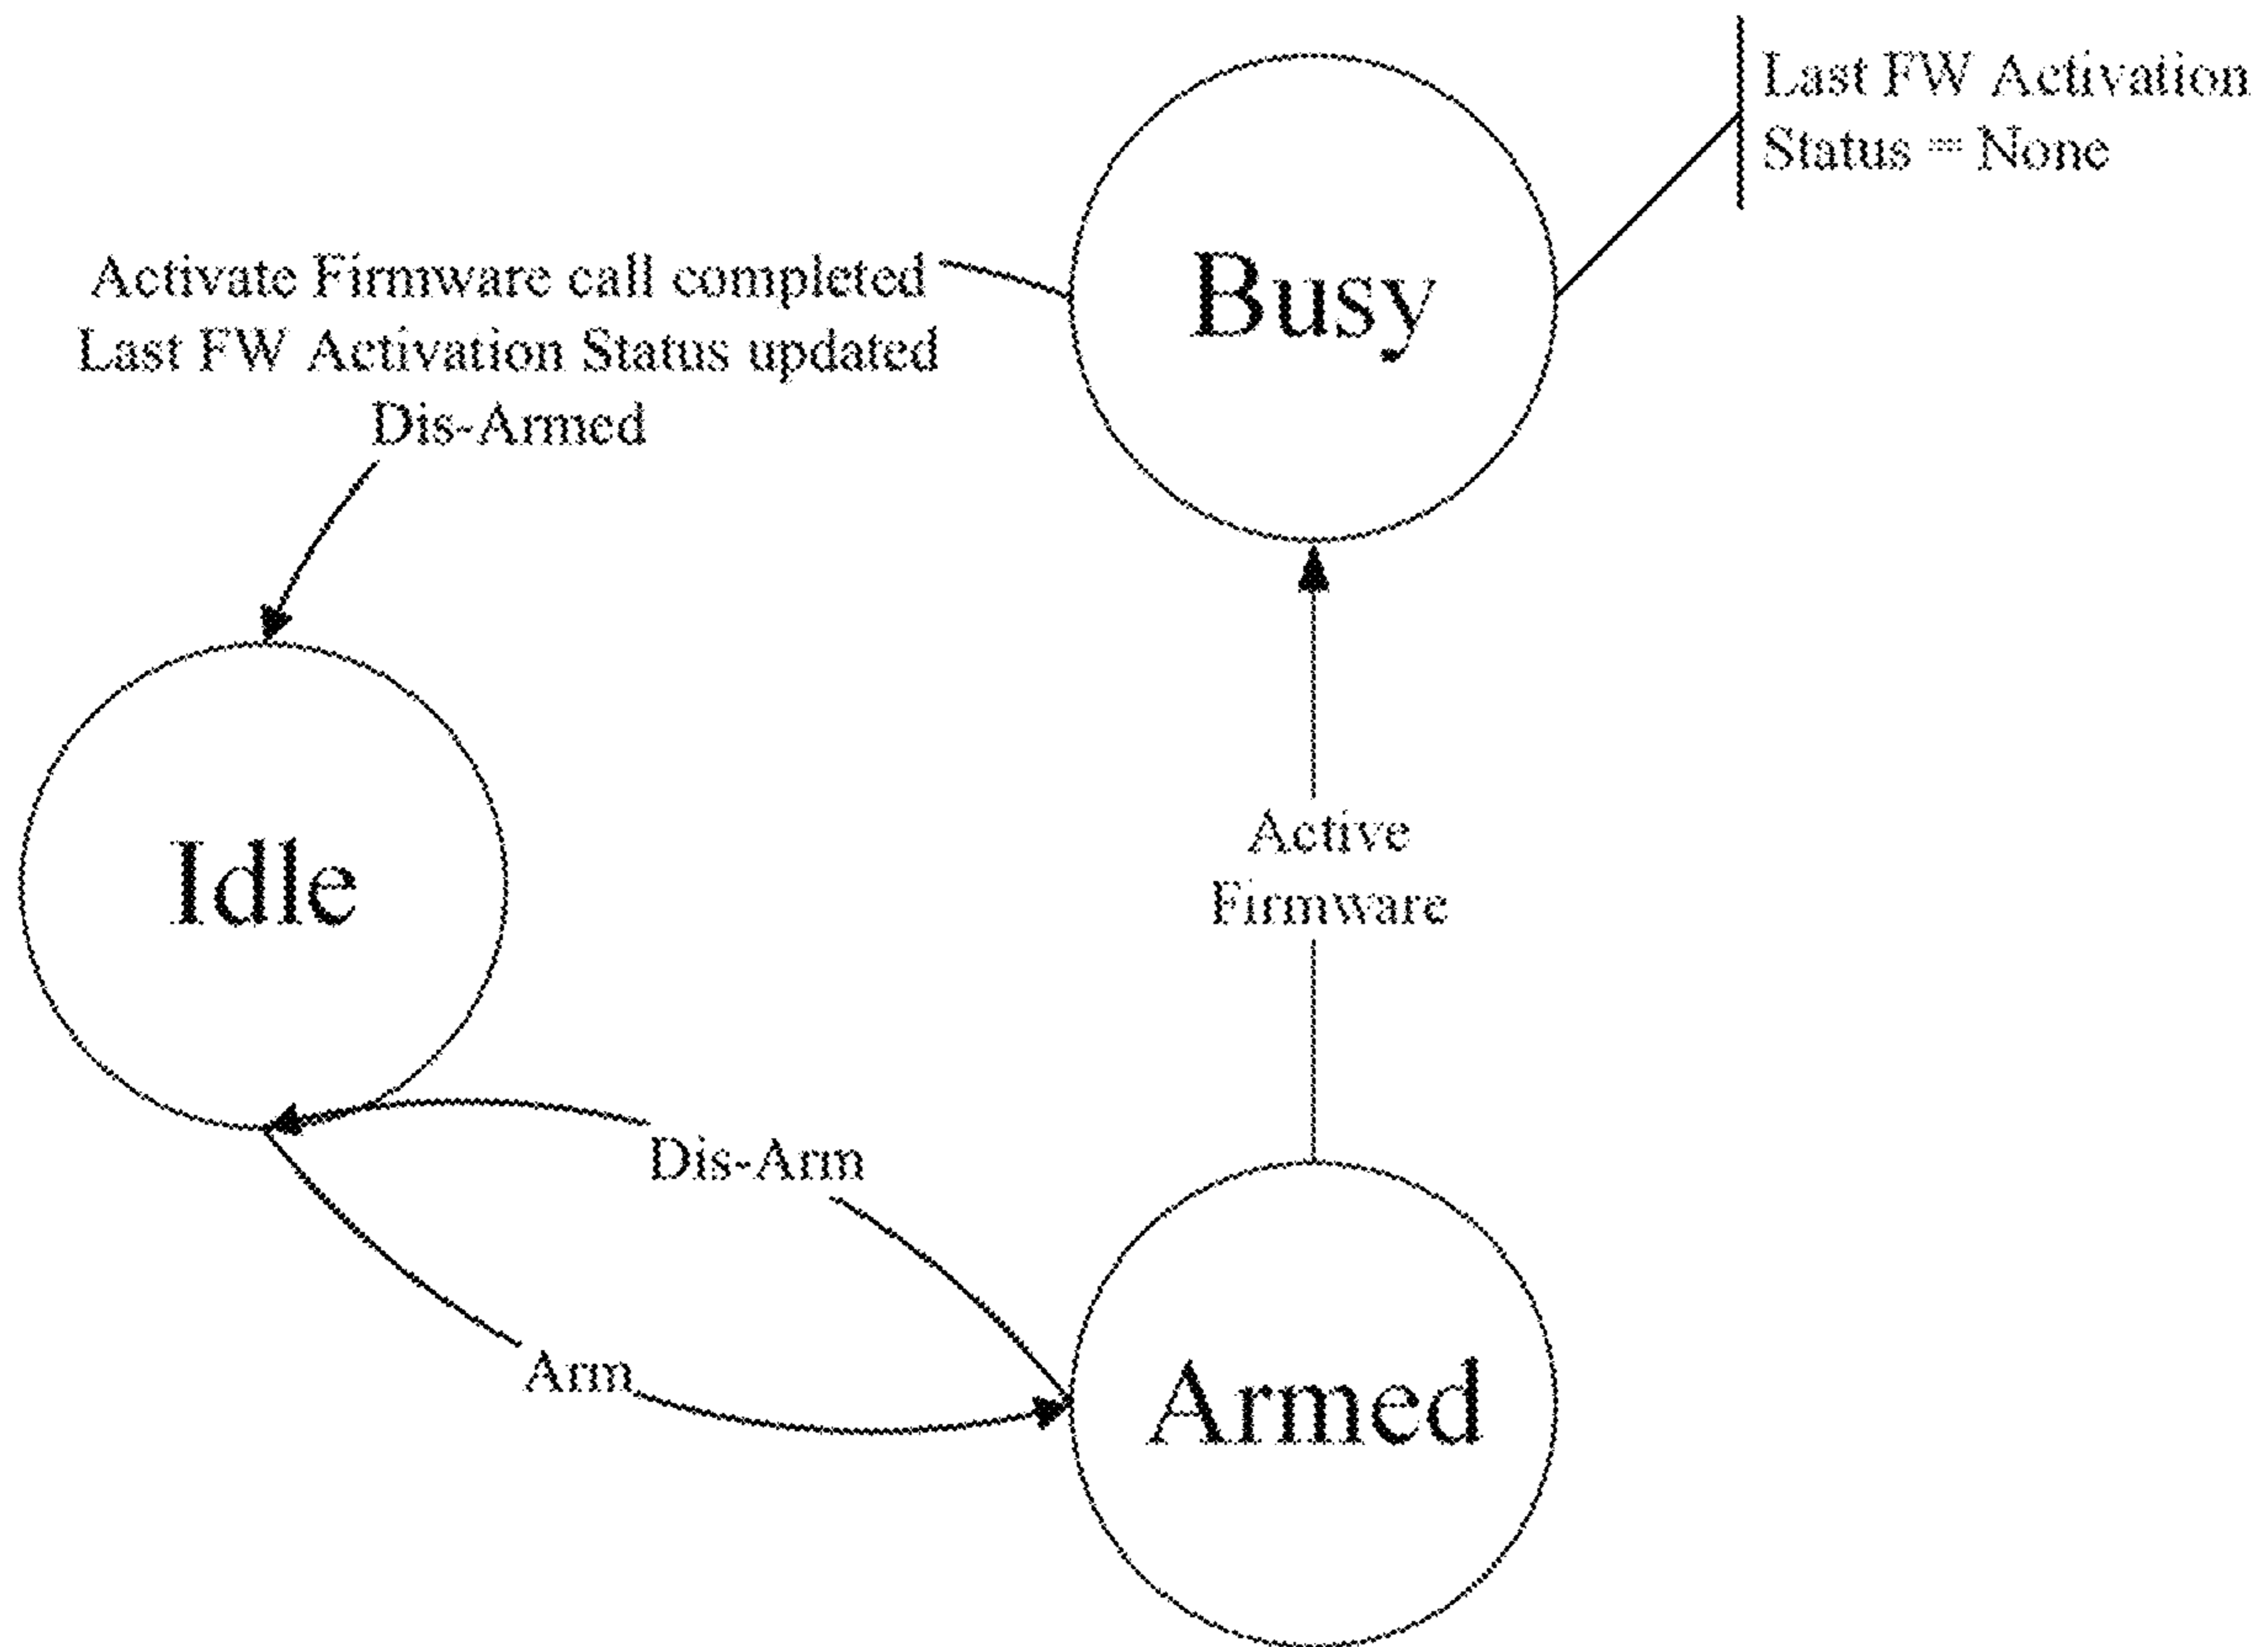 Last FW Activation
Status = None
Busy
Activate Firmware call completed
Last FW Activation Status updated
Dis-Armed
Idle
Active
Firmware
Dis-Arm
Arm
Armed